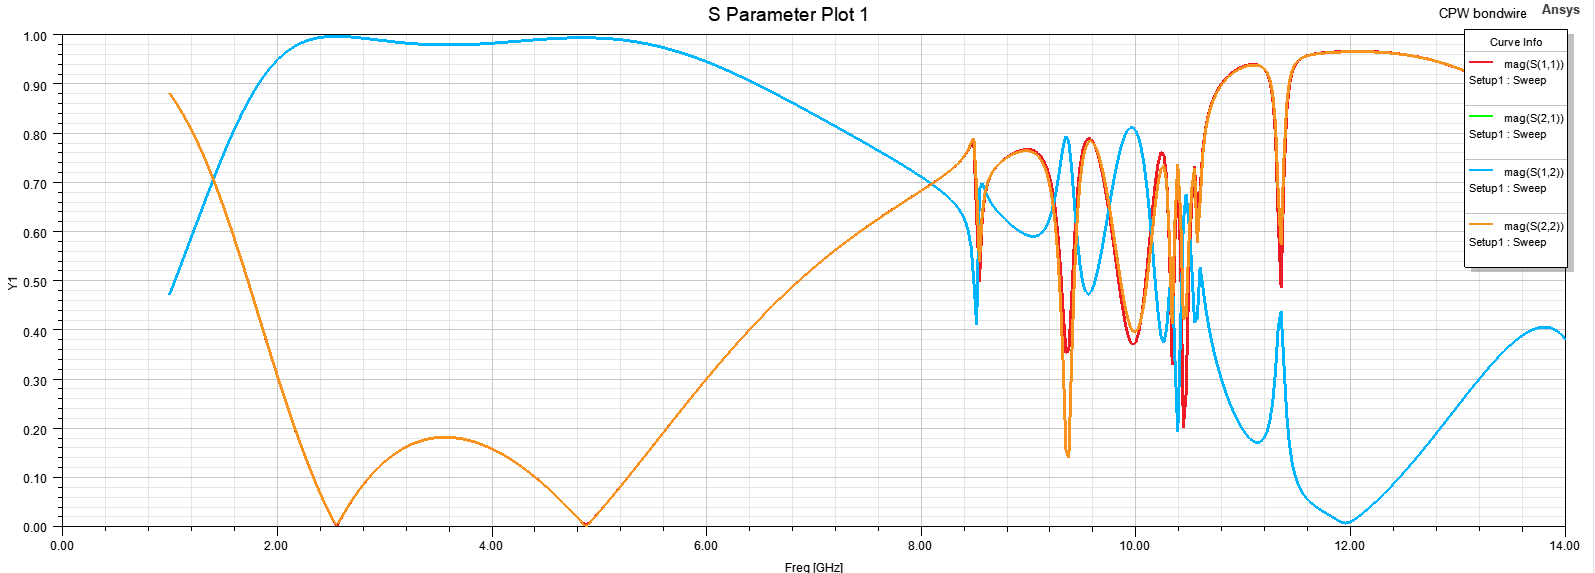 S Parameter Plot 1
CPW bondwire
Ansys
Curve Info
mag(S(1,1))
Setup1 : Sweep
mag(S(2,1))
Setup1 : Sweep
mag(S(1,2))
Setup1 : Sweep
mag(S(2,2))
Setup1 : Sweep
1.00
0.90
0.80
0.70
0.60
0.50
0.40
0.30
0.20
0.10
0.00
Y1
0.00 2.00 4.00 6.00 8.00 10.00 12.00 14.00
Freq [GHz]